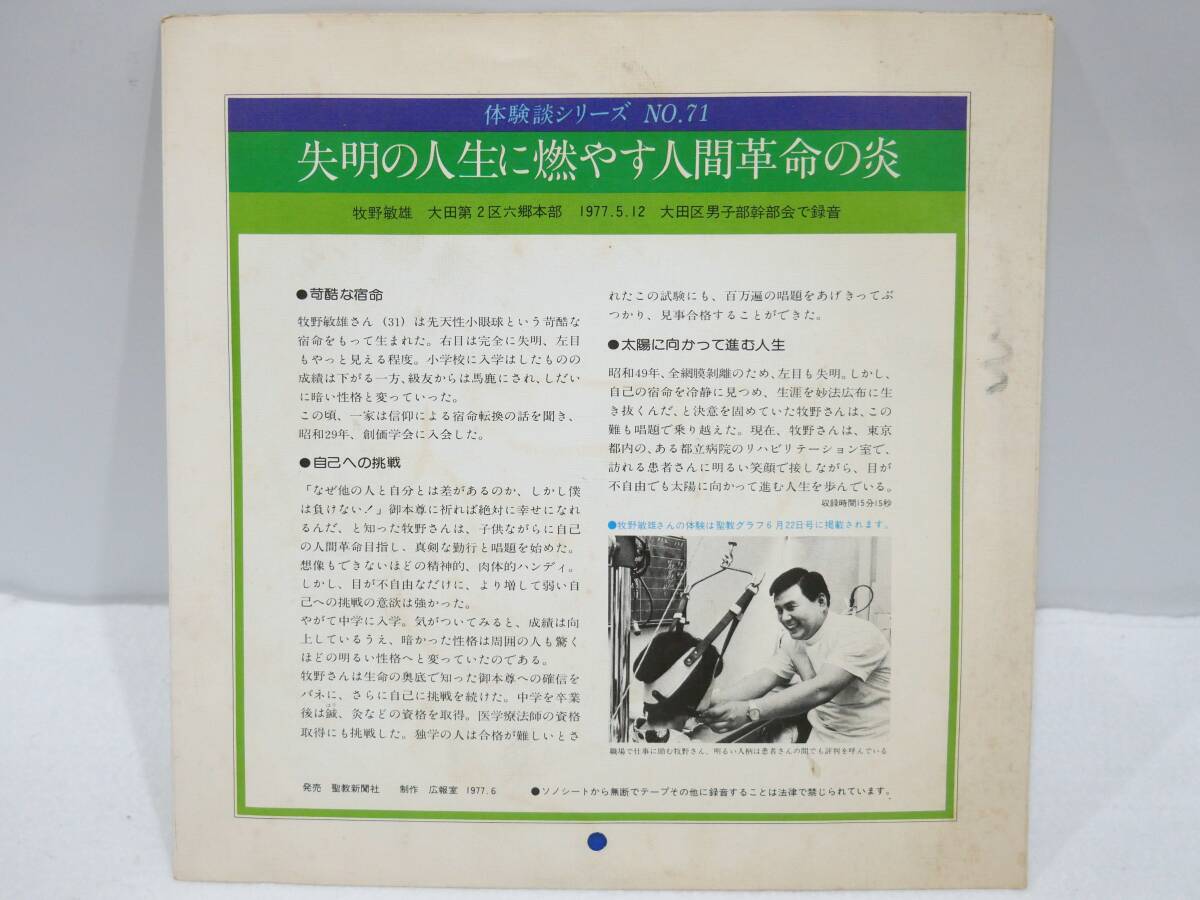 体験談シリーズ NO.71
失明の人生に燃やす人間革命の炎
牧野敏雄 大田第2区六郷本部 1977.5.12 大田区男子部幹部会で録音
●苛酷な宿命
牧野敏雄さん(31)は先天性小眼球という苛酷な
宿命をもって生まれた。右目は完全に失明、左目
もやっと見える程度。小学校に入学はしたものの
成績は下がる一方、級友からは馬鹿にされ、しだい
に暗い性格と変っていった。
この頃、一家は信仰による宿命転換の話を聞き、
昭和29年、創価学会に入会した。
●自己への挑戦
「なぜ他の人と自分とは差があるのか、しかし僕
は負けない!」御本尊に祈れば絶対に幸せになれ
るんだ、と知った牧野さんは、子供ながらに自己
の人間革命目指し、真剣な勤行と唱題を始めた。
想像もできないほどの精神的、肉体的ハンディ。
しかし、目が不自由なだけに、より増して弱い自
己への挑戦の意欲は強かった。
やがて中学に入学。気がついてみると、成績は向
上しているうえ、暗かった性格は周囲の人も驚く
ほどの明るい性格へと変っていたのである。
牧野さんは生命の奥底で知った御本尊への確信を
バネに、さらに自己に挑戦を続けた。中学を卒業
後は鍼、灸などの資格を取得。医学療法師の資格
取得にも挑戦した。独学の人は合格が難しいとさ
れたこの試験にも、百万遍の唱題をあげきってぶ
つかり、見事合格することができた。
●太陽に向かって進む人生
昭和49年、全網膜剝離のため、左目も失明。しかし、
自己の宿命を冷静に見つめ、生涯を妙法広布に生
き抜くんだ、と決意を固めていた牧野さんは、この
難も唱題で乗り越えた。現在、牧野さんは、東京
都内の、ある都立病院のリハビリテーション室で、
訪れる患者さんに明るい笑顔で接しながら、目が
不自由でも太陽に向かって進む人生を歩んでいる。
収録時間15分15秒
●牧野敏雄さんの体験は聖教グラフ6月22日号に掲載されます。
職場で仕事に励む牧野さん、明るい人柄は患者さんの間でも評判を呼んでいる
発売 聖教新聞社 制作 広報室 1977.6 ●ソノシートから無断でテープその他に録音することは法律で禁じられています。